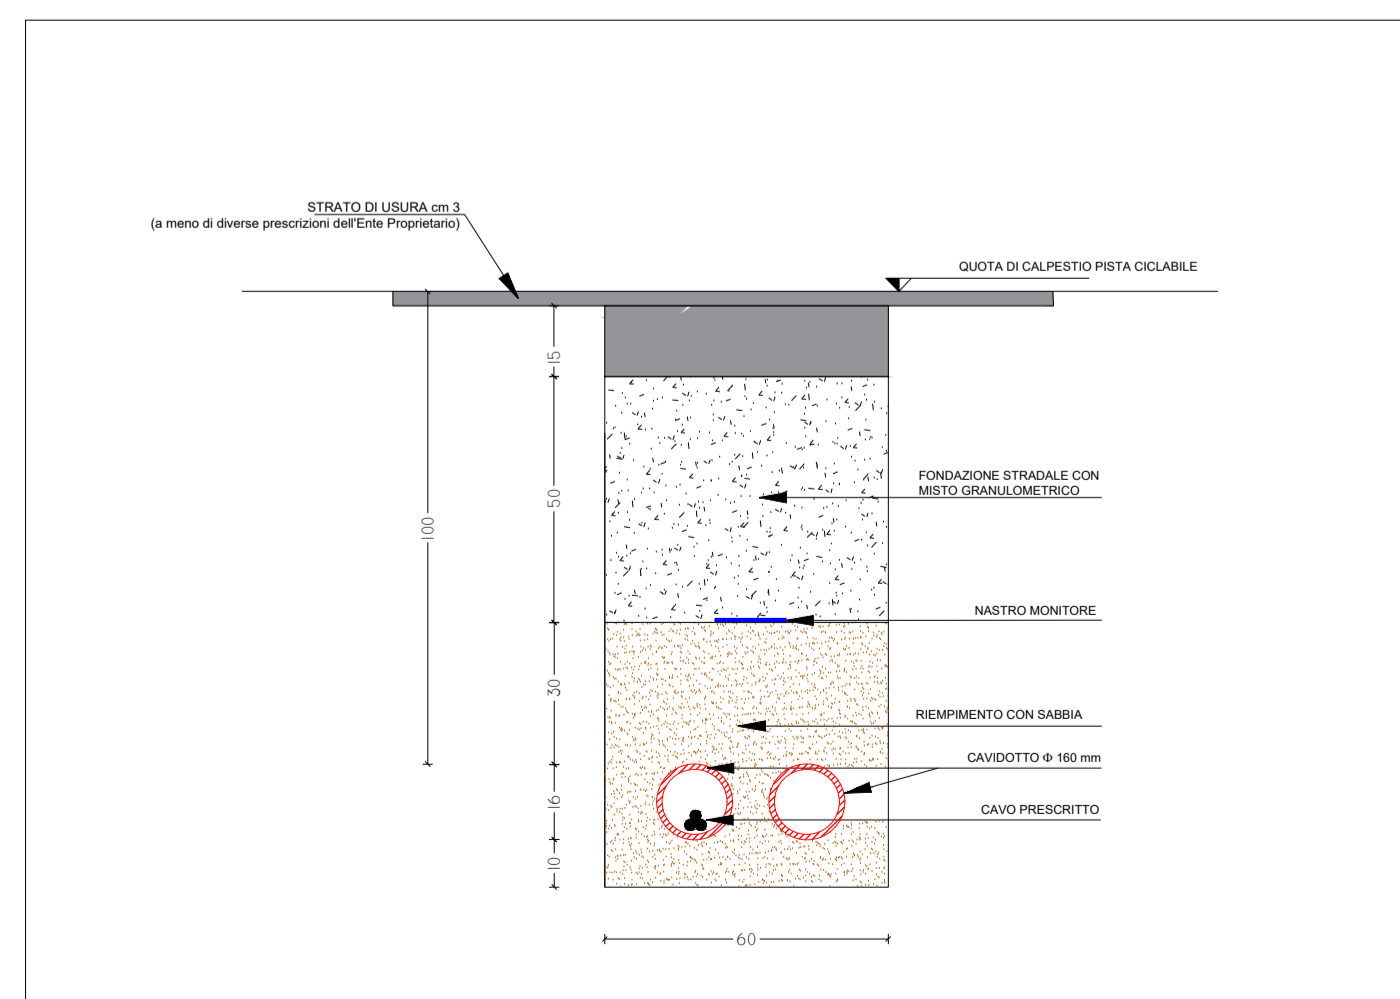 STRATO DI USURA cm 3
(a meno di diverse prescrizioni dell'Ente Proprietario)
QUOTA DI CALPESTIO PISTA CICLABILE
15
50
100
FONDAZIONE STRADALE CON
MISTO GRANULOMETRICO
NASTRO MONITORE
30
RIEMPIMENTO CON SABBIA
CAVIDOTTO Φ 160 mm
16
CAVO PRESCRITTO
10
60